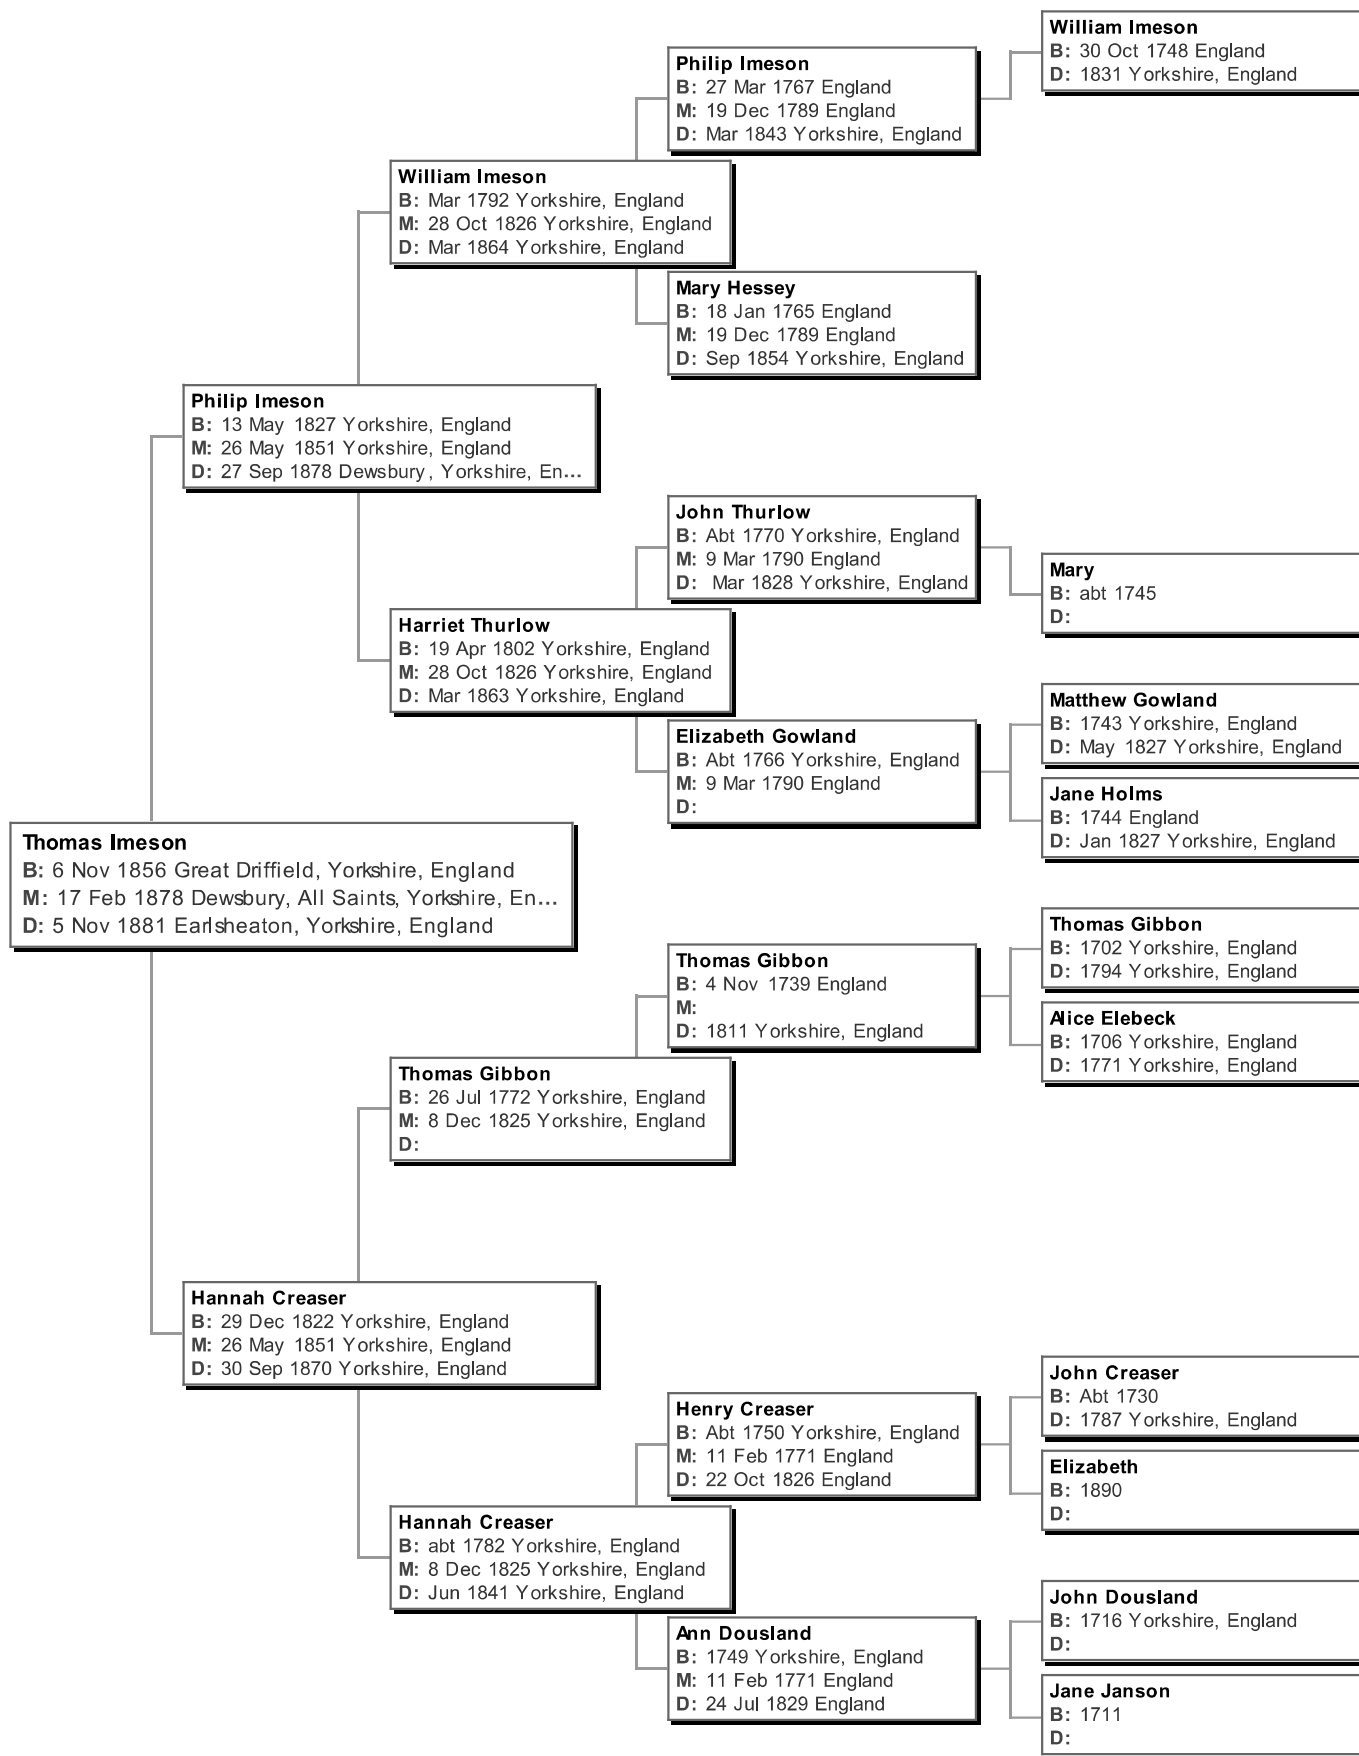 William Imeson
B: 30 Oct 1748 England
D: 1831 Yorkshire, England
Philip Imeson
B: 27 Mar 1767 England
M: 19 Dec 1789 England
D: Mar 1843 Yorkshire, England
William Imeson
B: Mar 1792 Yorkshire, England
M: 28 Oct 1826 Yorkshire, England
D: Mar 1864 Yorkshire, England
Mary Hessey
B: 18 Jan 1765 England
M: 19 Dec 1789 England
D: Sep 1854 Yorkshire, England
Philip Imeson
B: 13 May 1827 Yorkshire, England
M: 26 May 1851 Yorkshire, England
D: 27 Sep 1878 Dewsbury, Yorkshire, En...
John Thurlow
B: Abt 1770 Yorkshire, England
M: 9 Mar 1790 England
D: Mar 1828 Yorkshire, England
Mary
B: abt 1745
D:
Harriet Thurlow
B: 19 Apr 1802 Yorkshire, England
M: 28 Oct 1826 Yorkshire, England
D: Mar 1863 Yorkshire, England
Matthew Gowland
B: 1743 Yorkshire, England
D: May 1827 Yorkshire, England
Elizabeth Gowland
B: Abt 1766 Yorkshire, England
M: 9 Mar 1790 England
D:
Jane Holms
B: 1744 England
D: Jan 1827 Yorkshire, England
Thomas Imeson
B: 6 Nov 1856 Great Driffield, Yorkshire, England
M: 17 Feb 1878 Dewsbury, All Saints, Yorkshire, En...
D: 5 Nov 1881 Earlsheaton, Yorkshire, England
Thomas Gibbon
B: 1702 Yorkshire, England
D: 1794 Yorkshire, England
Thomas Gibbon
B: 4 Nov 1739 England
M:
D: 1811 Yorkshire, England
Alice Elebeck
B: 1706 Yorkshire, England
D: 1771 Yorkshire, England
Thomas Gibbon
B: 26 Jul 1772 Yorkshire, England
M: 8 Dec 1825 Yorkshire, England
D:
Hannah Creaser
B: 29 Dec 1822 Yorkshire, England
M: 26 May 1851 Yorkshire, England
D: 30 Sep 1870 Yorkshire, England
John Creaser
B: Abt 1730
D: 1787 Yorkshire, England
Henry Creaser
B: Abt 1750 Yorkshire, England
M: 11 Feb 1771 England
D: 22 Oct 1826 England
Elizabeth
B: 1890
D:
Hannah Creaser
B: abt 1782 Yorkshire, England
M: 8 Dec 1825 Yorkshire, England
D: Jun 1841 Yorkshire, England
John Dousland
B: 1716 Yorkshire, England
D:
Ann Dousland
B: 1749 Yorkshire, England
M: 11 Feb 1771 England
D: 24 Jul 1829 England
Jane Janson
B: 1711
D: